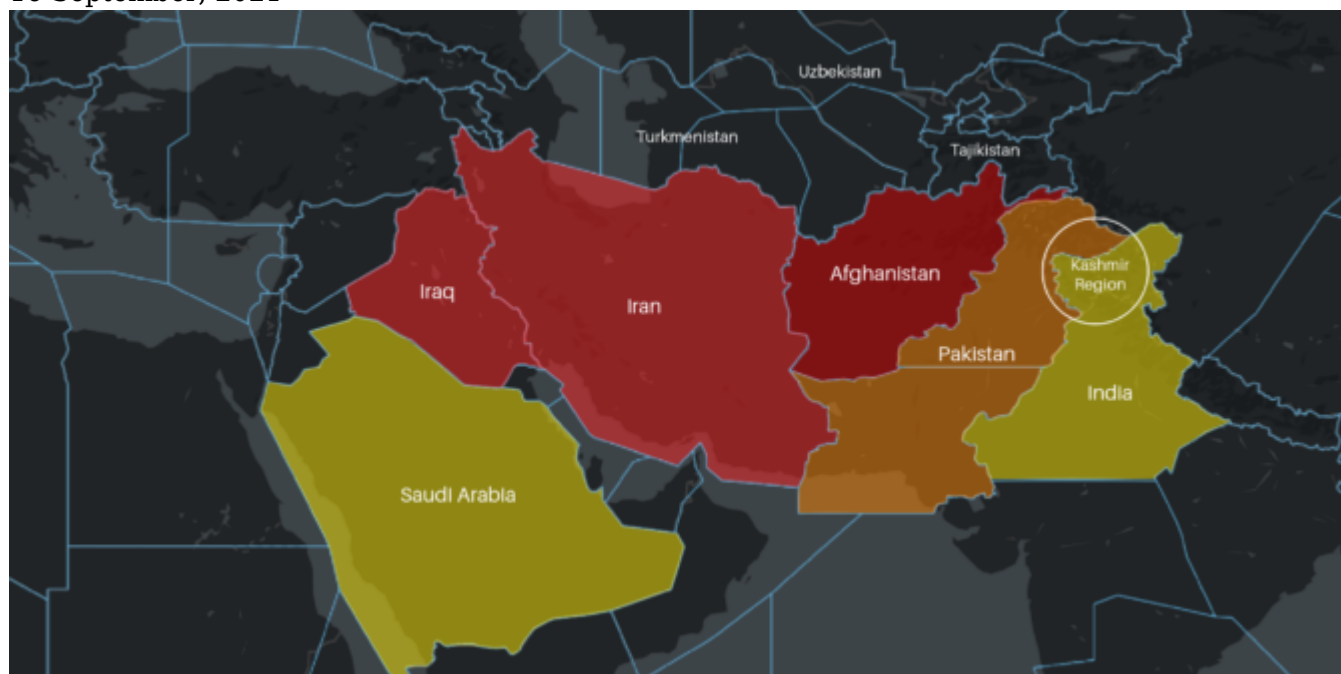 Uzbekistan
Turkmenistan
Tajikistan
Afghanistan
Kashmir
Region
Iraq
Iran
Pakistan
India
Saudi Arabia